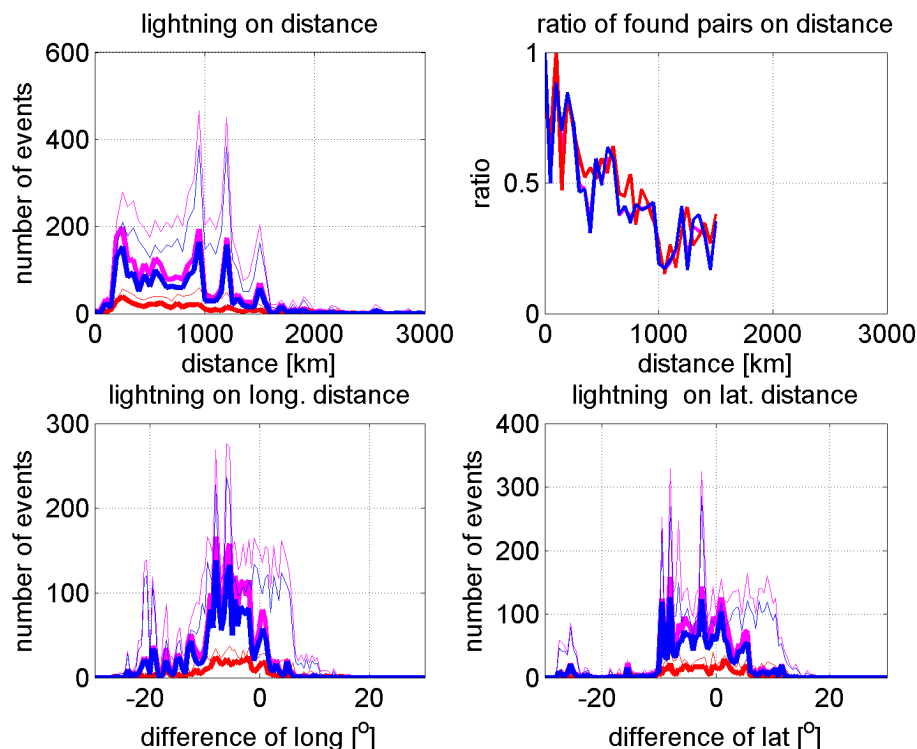 lightning on distance
600
400
200
0
number of events
0 1000 2000 3000
distance [km]
ratio of found pairs on distance
1
0.5
0
ratio
0 1000 2000 3000
distance [km]
lightning on long. distance
300
200
100
0
number of events
-20 0 20
difference of long [o]
lightning on lat. distance
400
300
200
100
0
number of events
-20 0 20
difference of lat [o]